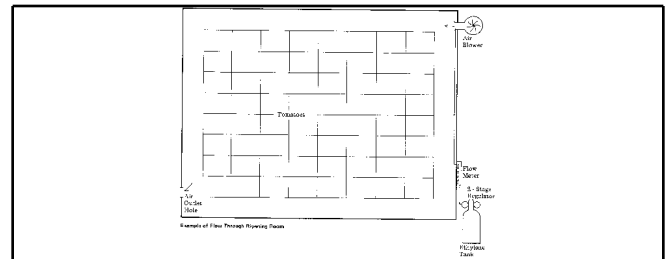 Air
Blower
Tomatoes
Flow
Meter
2 - Stage
Regulator
Air
Outlet
Hole
Example of Flow Through Ripening Room
Ethylene
Tank